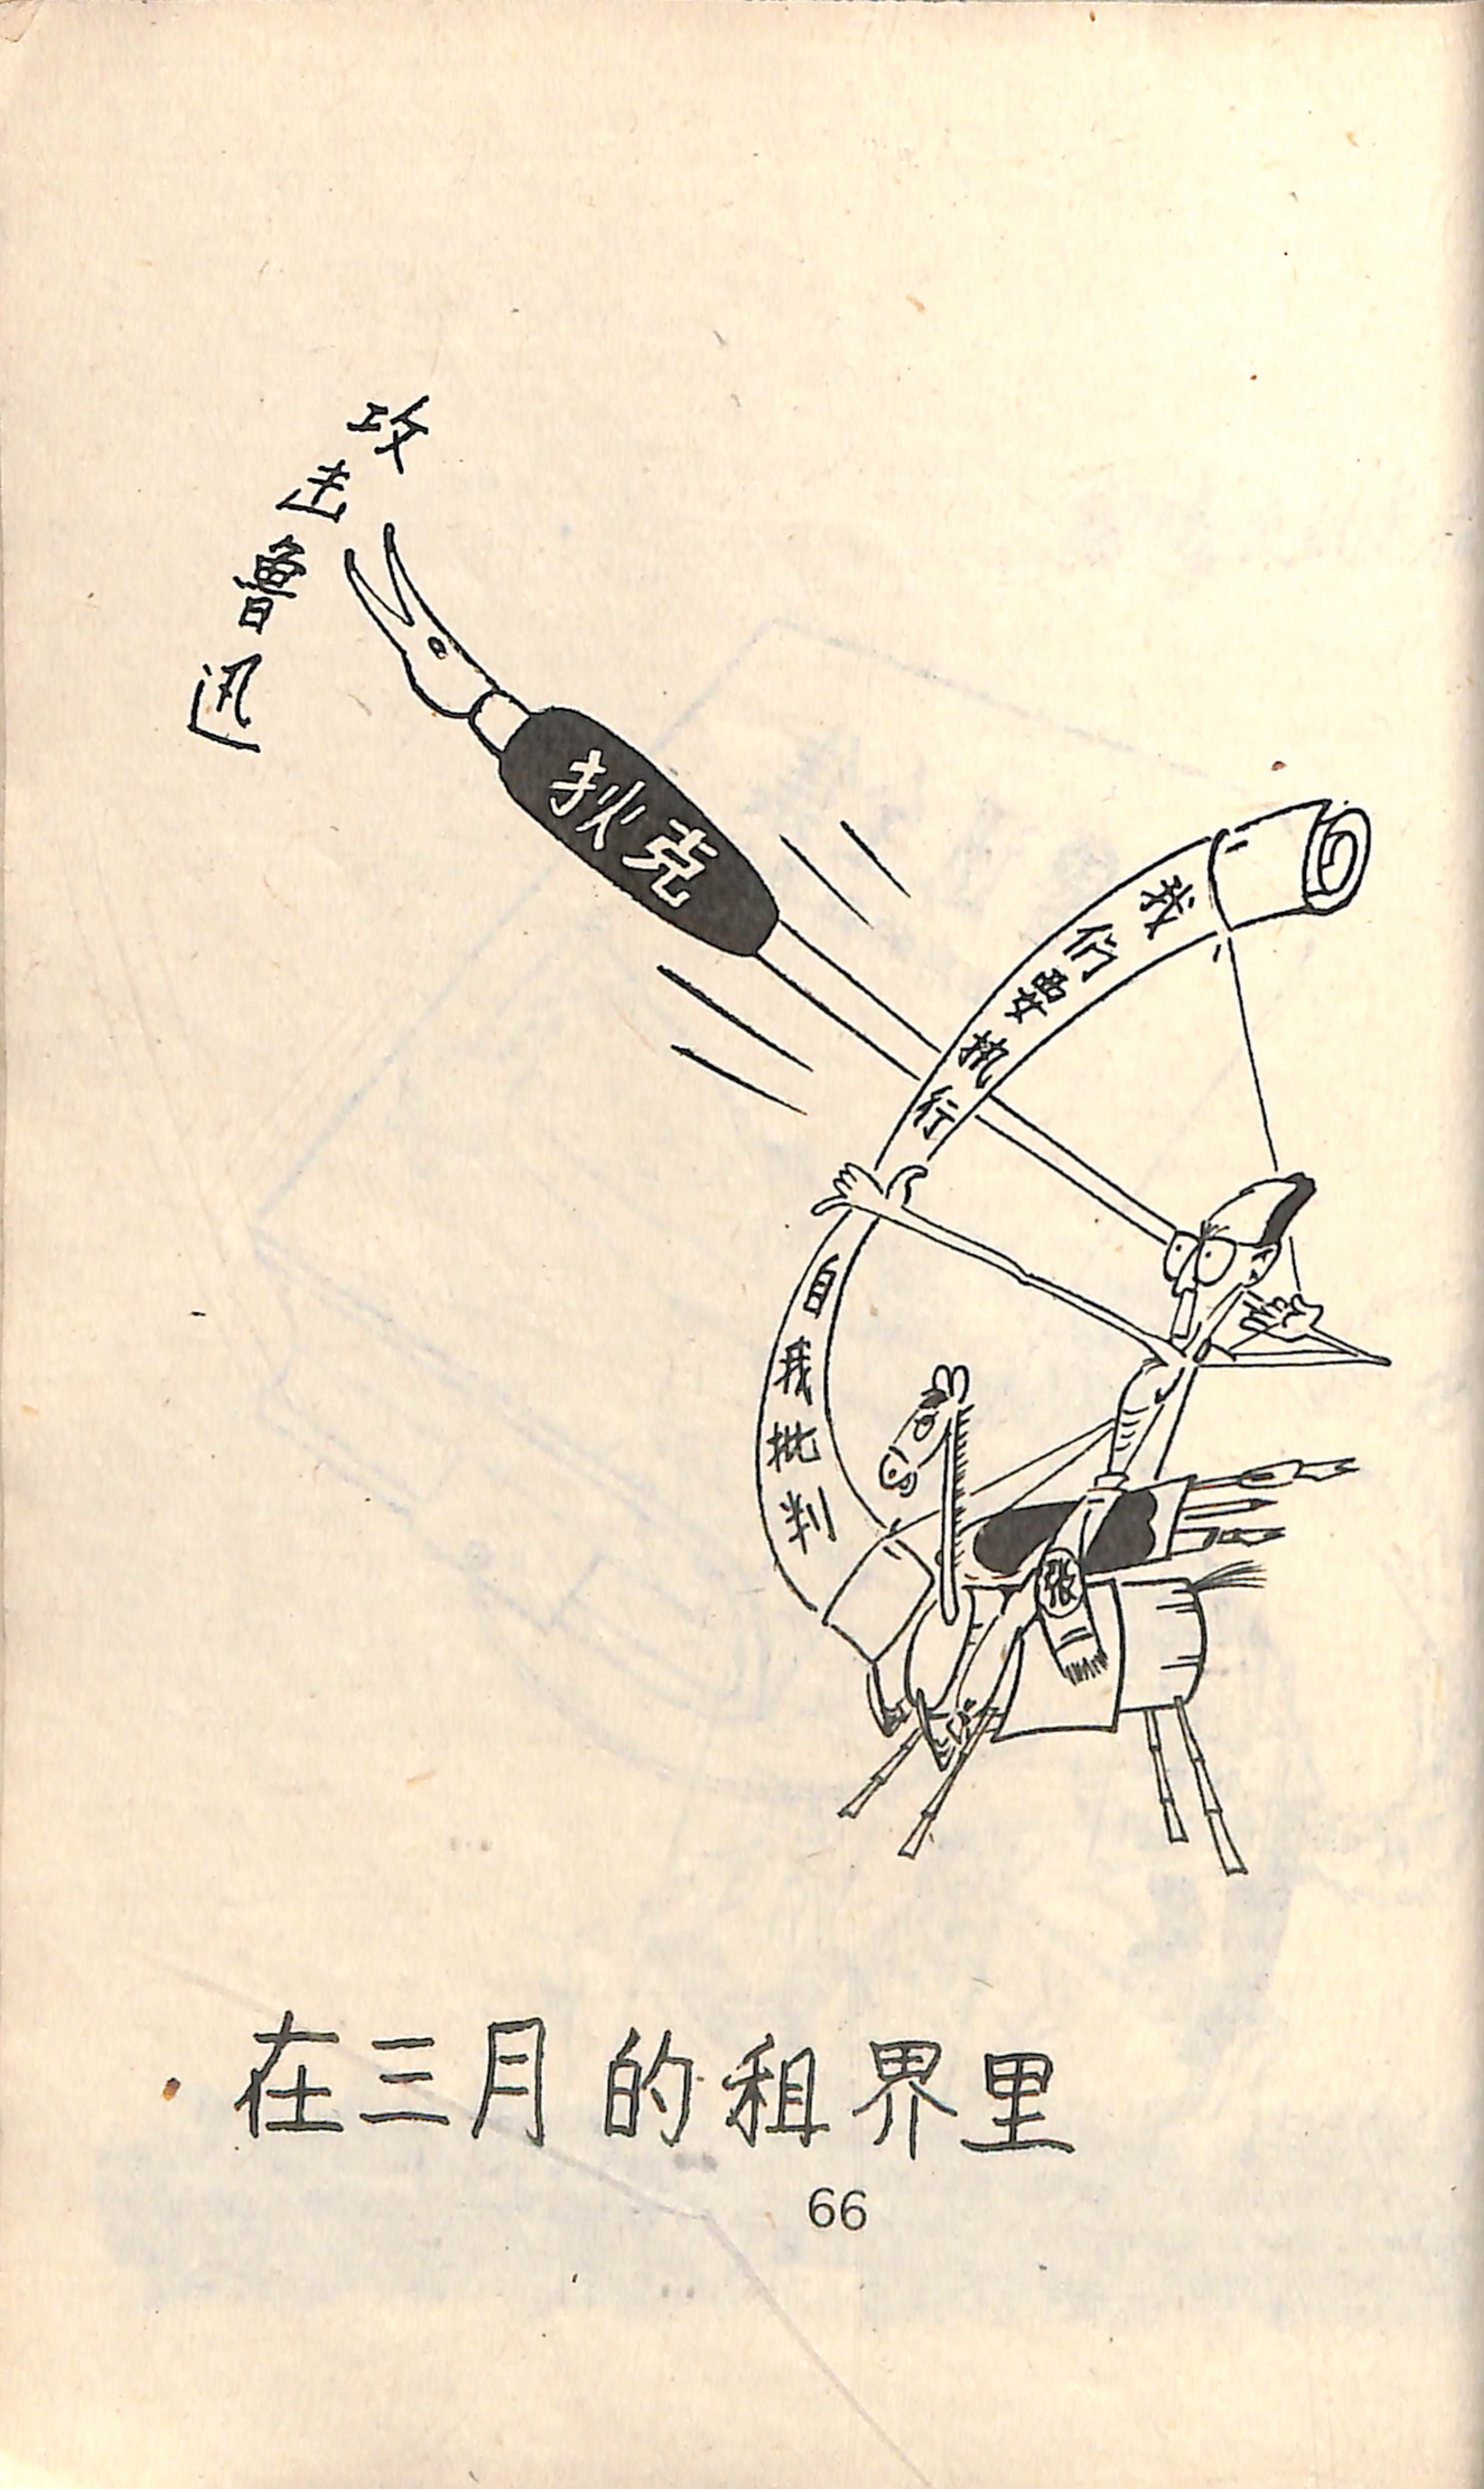 攻击鲁迅
狄克
我们要执行
自我批判
张
在三月的租界里
66